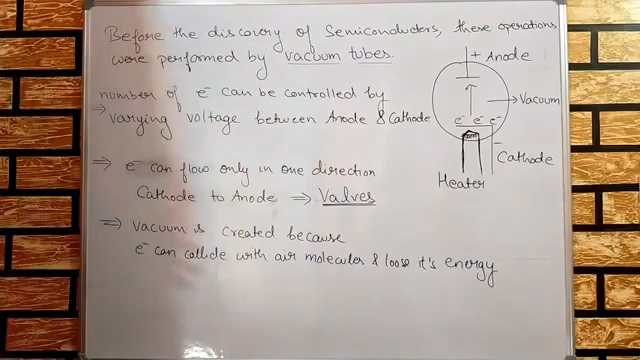 Before the discovery of Semiconductors, these operations
were performed by vacuum tubes.
number of e⁻ can be controlled by
⇒ varying voltage between Anode & Cathode
⇒ e⁻ can flow only in one direction
Cathode to Anode ⇒ Valves
⇒ Vacuum is created because
e⁻ can collide with air molecules & loose it's energy
+ Anode
Vacuum
e⁻ e⁻ e⁻
− Cathode
Heater